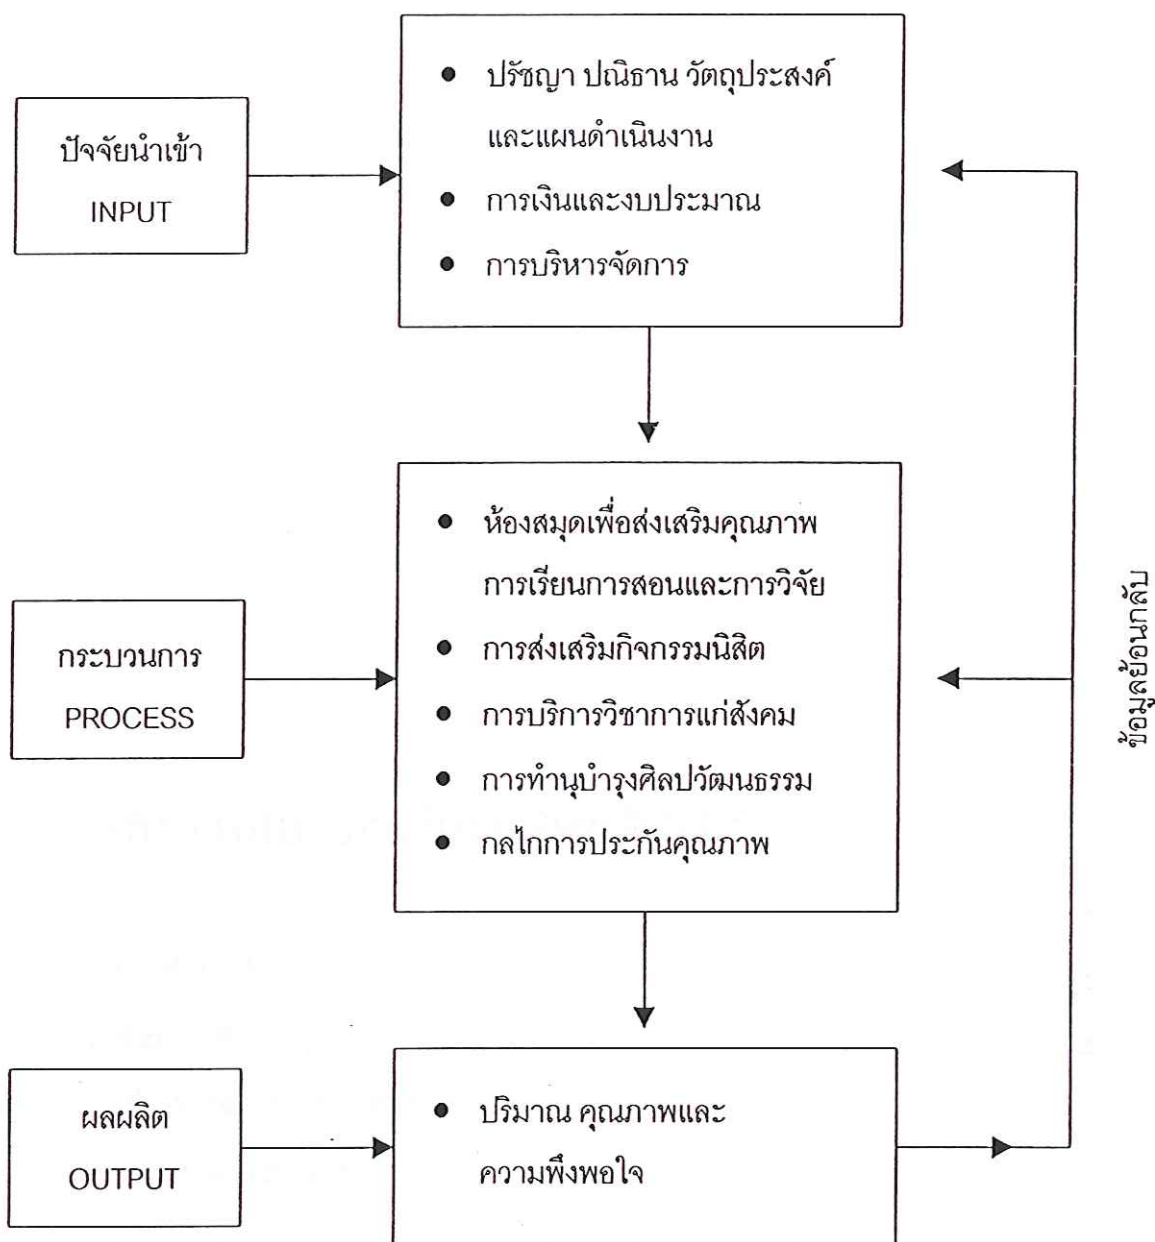 ปัจจัยนำเข้า
INPUT
● ปรัชญา ปณิธาน วัตถุประสงค์
และแผนดำเนินงาน
● การเงินและงบประมาณ
● การบริหารจัดการ
กระบวนการ
PROCESS
● ห้องสมุดเพื่อส่งเสริมคุณภาพ
การเรียนการสอนและการวิจัย
● การส่งเสริมกิจกรรมนิสิต
● การบริการวิชาการแก่สังคม
● การทำนุบำรุงศิลปวัฒนธรรม
● กลไกการประกันคุณภาพ
ผลผลิต
OUTPUT
● ปริมาณ คุณภาพและ
ความพึงพอใจ
ข้อมูลย้อนกลับ